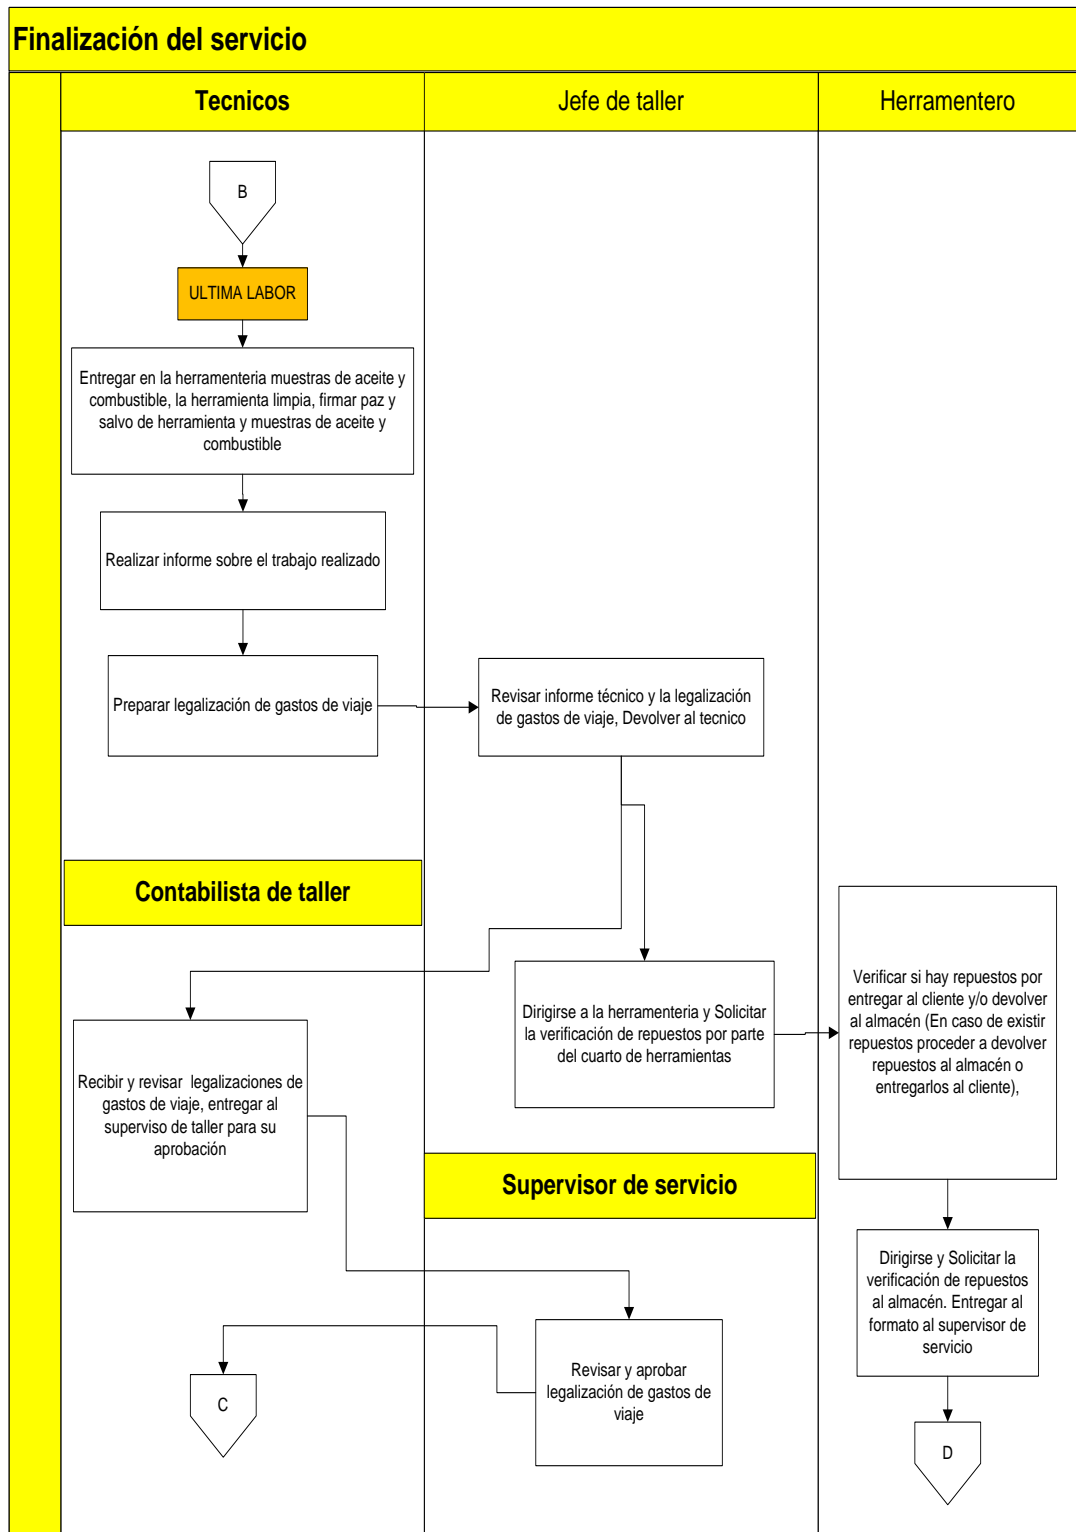 Finalización del servicio
Tecnicos
Jefe de taller
Herramentero
B
ULTIMA LABOR
Entregar en la herramenteria muestras de aceite y
combustible, la herramienta limpia, firmar paz y
salvo de herramienta y muestras de aceite y
combustible
Realizar informe sobre el trabajo realizado
Preparar legalización de gastos de viaje
Revisar informe técnico y la legalización
de gastos de viaje, Devolver al tecnico
Contabilista de taller
Dirigirse a la herramenteria y Solicitar
la verificación de repuestos por parte
del cuarto de herramientas
Verificar si hay repuestos por
entregar al cliente y/o devolver
al almacén (En caso de existir
repuestos proceder a devolver
repuestos al almacén o
entregarlos al cliente),
Recibir y revisar legalizaciones de
gastos de viaje, entregar al
superviso de taller para su
aprobación
Supervisor de servicio
Dirigirse y Solicitar la
verificación de repuestos
al almacén. Entregar al
formato al supervisor de
servicio
Revisar y aprobar
legalización de gastos de
viaje
C
D